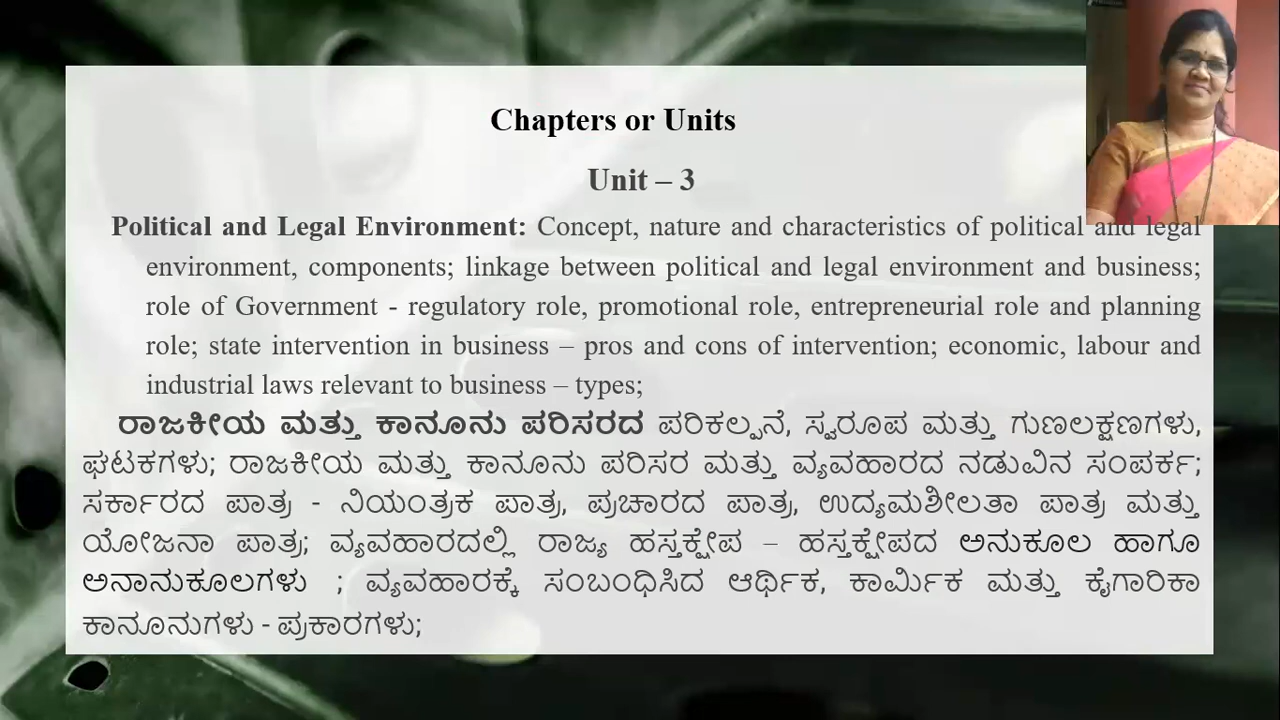 Chapters or Units
Unit – 3
Political and Legal Environment: Concept, nature and characteristics of political and legal
environment, components; linkage between political and legal environment and business;
role of Government - regulatory role, promotional role, entrepreneurial role and planning
role; state intervention in business – pros and cons of intervention; economic, labour and
industrial laws relevant to business – types;
ರಾಜಕೀಯ ಮತ್ತು ಕಾನೂನು ಪರಿಸರದ ಪರಿಕಲ್ಪನೆ, ಸ್ವರೂಪ ಮತ್ತು ಗುಣಲಕ್ಷಣಗಳು,
ಘಟಕಗಳು; ರಾಜಕೀಯ ಮತ್ತು ಕಾನೂನು ಪರಿಸರ ಮತ್ತು ವ್ಯವಹಾರದ ನಡುವಿನ ಸಂಪರ್ಕ;
ಸರ್ಕಾರದ ಪಾತ್ರ - ನಿಯಂತ್ರಕ ಪಾತ್ರ, ಪ್ರಚಾರದ ಪಾತ್ರ, ಉದ್ಯಮಶೀಲತಾ ಪಾತ್ರ ಮತ್ತು
ಯೋಜನಾ ಪಾತ್ರ; ವ್ಯವಹಾರದಲ್ಲಿ ರಾಜ್ಯ ಹಸ್ತಕ್ಷೇಪ – ಹಸ್ತಕ್ಷೇಪದ ಅನುಕೂಲ ಹಾಗೂ
ಅನಾನುಕೂಲಗಳು ; ವ್ಯವಹಾರಕ್ಕೆ ಸಂಬಂಧಿಸಿದ ಆರ್ಥಿಕ, ಕಾರ್ಮಿಕ ಮತ್ತು ಕೈಗಾರಿಕಾ
ಕಾನೂನುಗಳು - ಪ್ರಕಾರಗಳು;